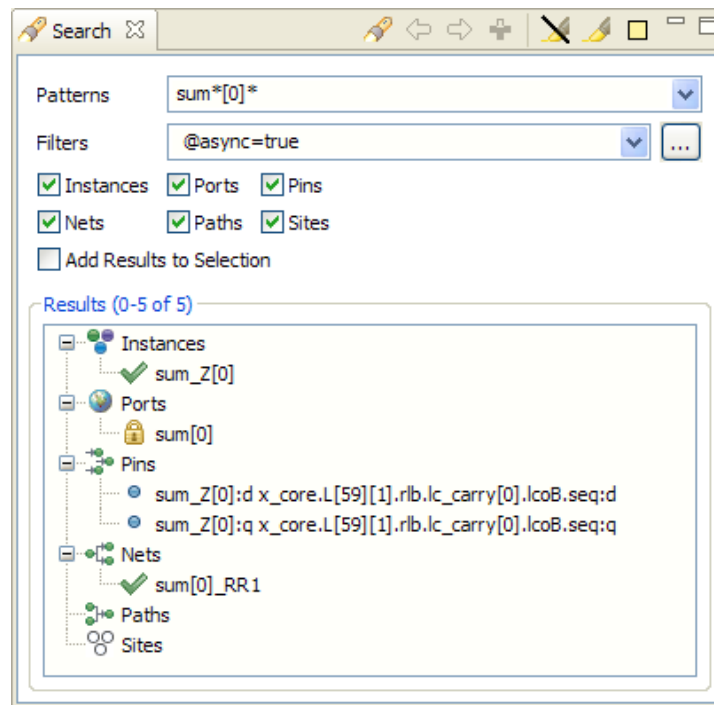 Search
Patterns sum*[0]*
Filters @async=true ...
Instances Ports Pins
Nets Paths Sites
Add Results to Selection
Results (0-5 of 5)
Instances
sum_Z[0]
Ports
sum[0]
Pins
sum_Z[0]:d x_core.L[59][1].rlb.lc_carry[0].lcoB.seq:d
sum_Z[0]:q x_core.L[59][1].rlb.lc_carry[0].lcoB.seq:q
Nets
sum[0]_RR1
Paths
Sites